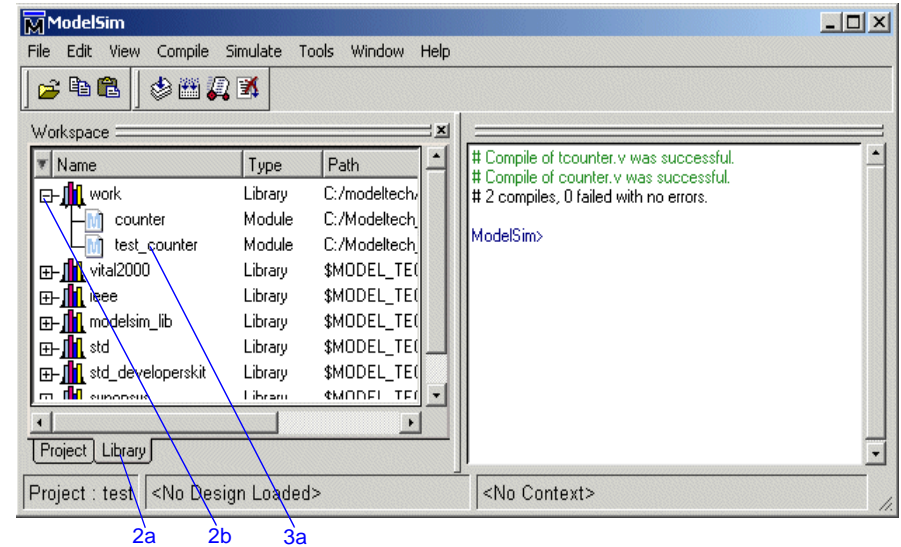 ModelSim
File Edit View Compile Simulate Tools Window Help
Workspace
Name Type Path
work Library C:/modeltech/
counter Module C:/Modeltech_
test_counter Module C:/Modeltech_
vital2000 Library $MODEL_TE(
ieee Library $MODEL_TE(
modelsim_lib Library $MODEL_TE(
std Library $MODEL_TE(
std_developerskit Library $MODEL_TE(
synopsys Library $MODEL_TE(
Project Library
# Compile of tcounter.v was successful.
# Compile of counter.v was successful.
# 2 compiles, 0 failed with no errors.
ModelSim>
Project : test <No Design Loaded> <No Context>
2a 2b 3a